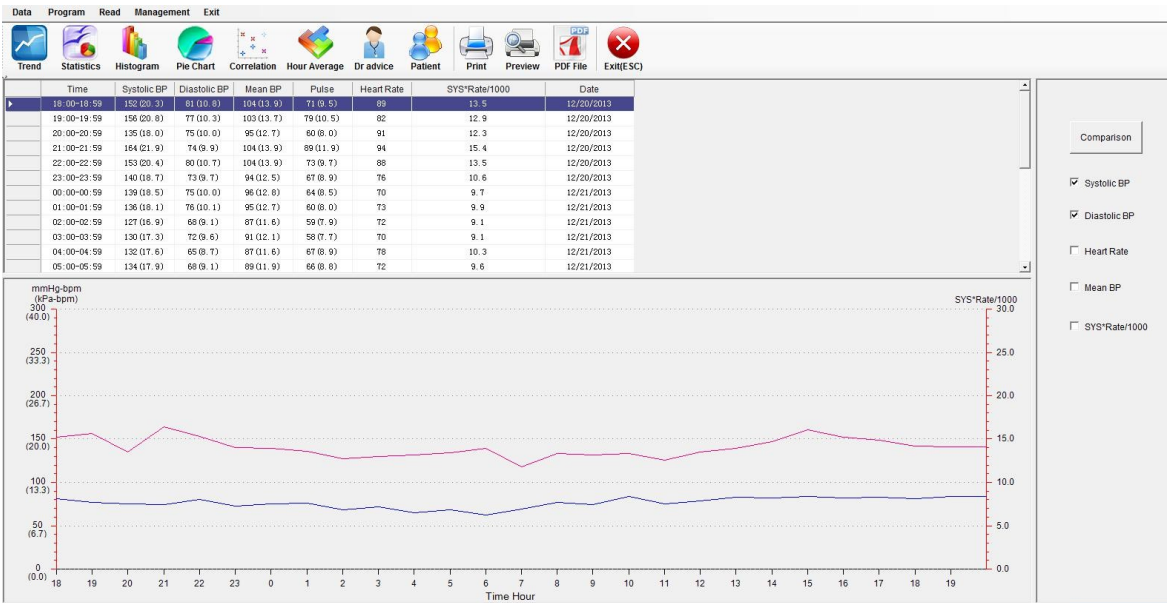 Data Program Read Management Exit
PDF
Trend Statistics Histogram Pie Chart Correlation Hour Average Dr advice Patient Print Preview PDF File Exit(ESC)
Time Systolic BP Diastolic BP Mean BP Pulse Heart Rate SYS*Rate/1000 Date
18:00-18:59 152(20.3) 81(10.8) 104(13.9) 71(9.5) 89 13.5 12/20/2013
19:00-19:59 156(20.8) 77(10.3) 103(13.7) 79(10.5) 82 12.9 12/20/2013
20:00-20:59 135(18.0) 75(10.0) 95(12.7) 60(8.0) 91 12.3 12/20/2013
21:00-21:59 164(21.9) 74(9.9) 104(13.9) 89(11.9) 94 15.4 12/20/2013
22:00-22:59 153(20.4) 80(10.7) 104(13.9) 73(9.7) 88 13.5 12/20/2013
23:00-23:59 140(18.7) 73(9.7) 94(12.5) 67(8.9) 76 10.6 12/20/2013
00:00-00:59 139(18.5) 75(10.0) 96(12.8) 64(8.5) 70 9.7 12/21/2013
01:00-01:59 136(18.1) 76(10.1) 95(12.7) 60(8.0) 73 9.9 12/21/2013
02:00-02:59 127(16.9) 68(9.1) 87(11.6) 59(7.9) 72 9.1 12/21/2013
03:00-03:59 130(17.3) 72(9.6) 91(12.1) 58(7.7) 70 9.1 12/21/2013
04:00-04:59 132(17.6) 65(8.7) 87(11.6) 67(8.9) 78 10.3 12/21/2013
05:00-05:59 134(17.9) 68(9.1) 89(11.9) 66(8.8) 72 9.6 12/21/2013
Comparison
Systolic BP
Diastolic BP
Heart Rate
Mean BP
SYS*Rate/1000
mmHg-bpm
(kPa-bpm)
SYS*Rate/1000
300 30.0
(40.0)
250 25.0
(33.3)
200 20.0
(26.7)
150 15.0
(20.0)
100 10.0
(13.3)
50 5.0
(6.7)
0 0.0
(0.0)
18 19 20 21 22 23 0 1 2 3 4 5 6 7 8 9 10 11 12 13 14 15 16 17 18 19
Time Hour